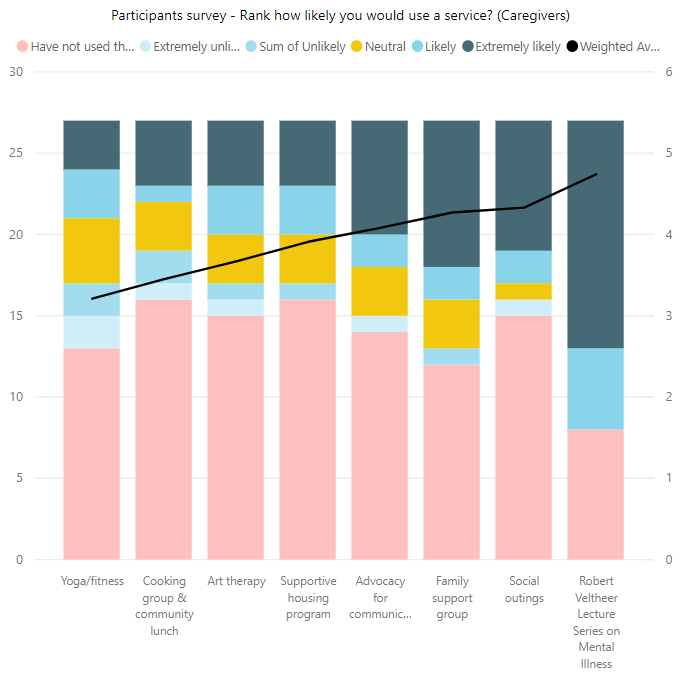 Participants survey - Rank how likely you would use a service? (Caregivers)
Have not used th... Extremely unli... Sum of Unlikely Neutral Likely Extremely likely Weighted Av...
30 6
25 5
20 4
15 3
10 2
5 1
0 0
Yoga/fitness
Cooking
group &
community
lunch
Art therapy
Supportive
housing
program
Advocacy
for
communic...
Family
support
group
Social
outings
Robert
Veltheer
Lecture
Series on
Mental
Illness